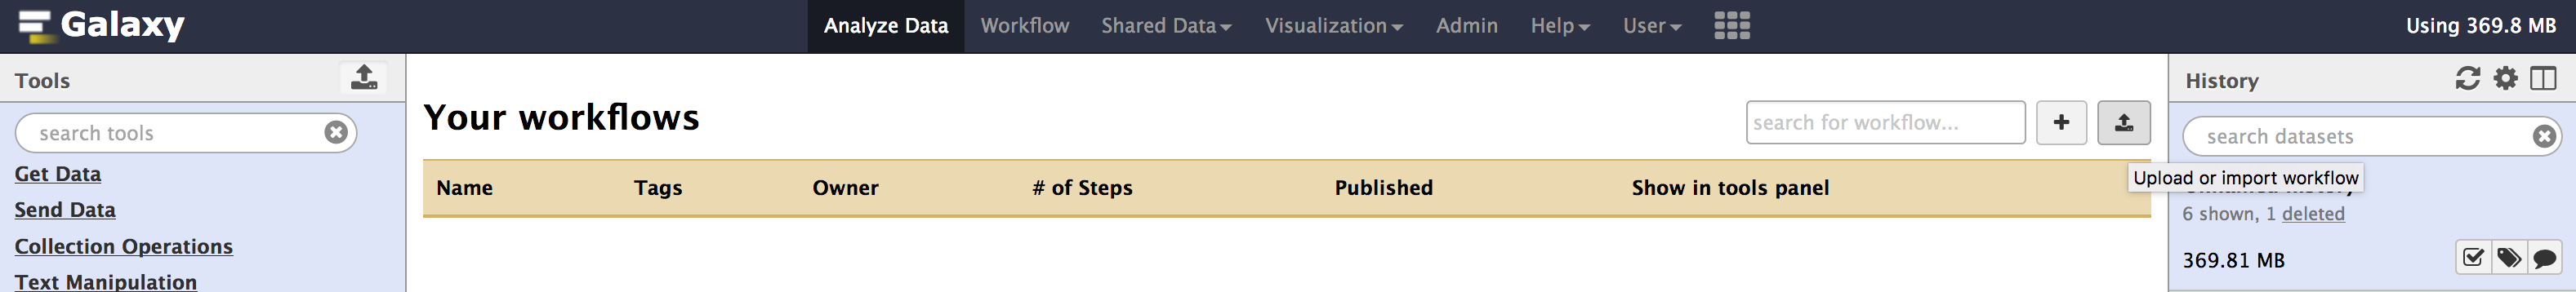 Galaxy
Analyze Data Workflow Shared Data Visualization Admin Help User
Using 369.8 MB
Tools
search tools
Get Data
Send Data
Collection Operations
Text Manipulation
Your workflows
search for workflow...
Name Tags Owner # of Steps Published Show in tools panel
Upload or import workflow
History
search datasets
6 shown, 1 deleted
369.81 MB